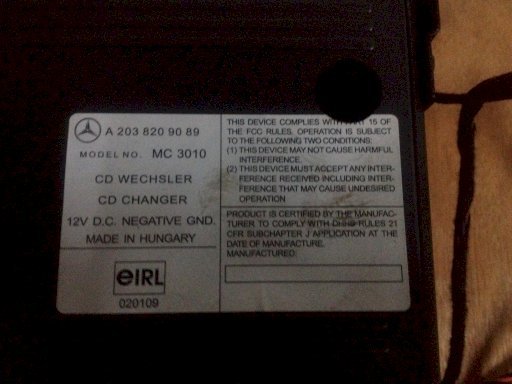 A 203 820 90 89
MODEL NO. MC 3010
CD WECHSLER
CD CHANGER
12V D.C. NEGATIVE GND.
MADE IN HUNGARY
eIRL
020109
THIS DEVICE COMPLIES WITH PART 15 OF
THE FCC RULES. OPERATION IS SUBJECT
TO THE FOLLOWING TWO CONDITIONS:
(1) THIS DEVICE MAY NOT CAUSE HARMFUL
INTERFERENCE.
(2) THIS DEVICE MUST ACCEPT ANY INTER-
FERENCE RECEIVED INCLUDING INTER-
FERENCE THAT MAY CAUSE UNDESIRED
OPERATION
PRODUCT IS CERTIFIED BY THE MANUFAC-
TURER TO COMPLY WITH DHHS RULES 21
CFR SUBCHAPTER J APPLICATION AT THE
DATE OF MANUFACTURE.
MANUFACTURED: